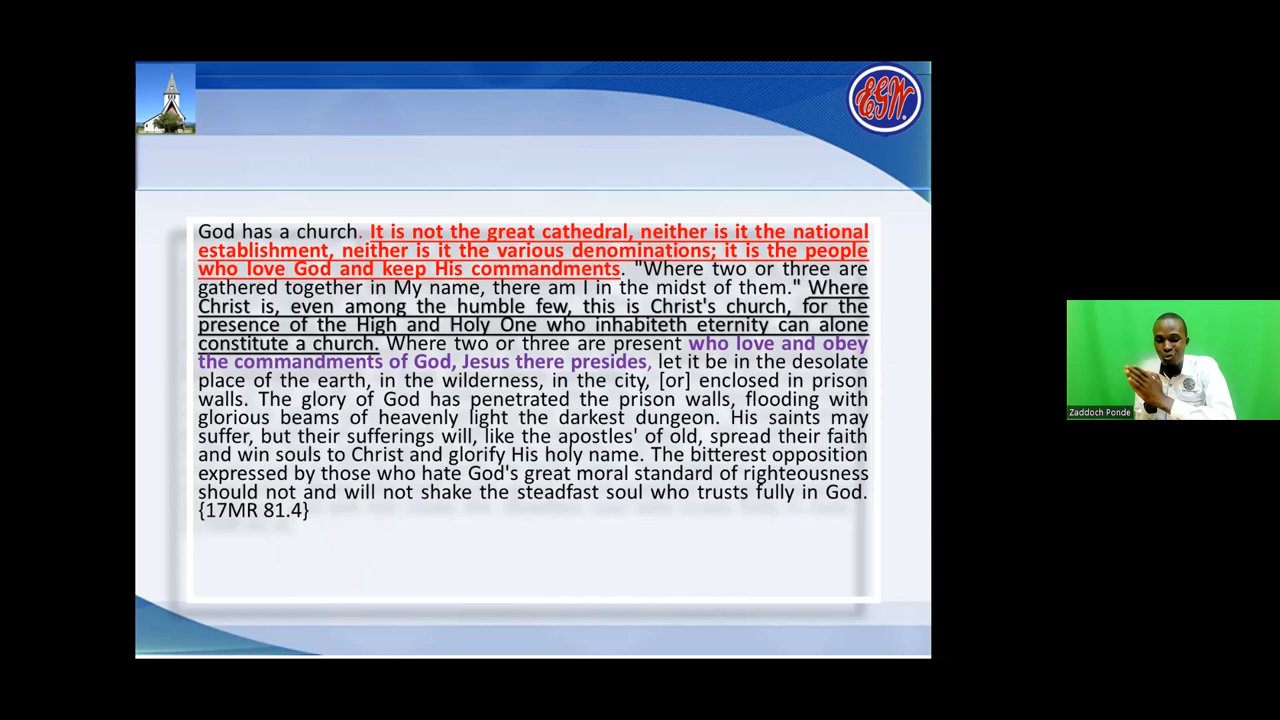 EGW
God has a church. It is not the great cathedral, neither is it the national
establishment, neither is it the various denominations; it is the people
who love God and keep His commandments. "Where two or three are
gathered together in My name, there am I in the midst of them." Where
Christ is, even among the humble few, this is Christ's church, for the
presence of the High and Holy One who inhabiteth eternity can alone
constitute a church. Where two or three are present who love and obey
the commandments of God, Jesus there presides, let it be in the desolate
place of the earth, in the wilderness, in the city, [or] enclosed in prison
walls. The glory of God has penetrated the prison walls, flooding with
glorious beams of heavenly light the darkest dungeon. His saints may
suffer, but their sufferings will, like the apostles' of old, spread their faith
and win souls to Christ and glorify His holy name. The bitterest opposition
expressed by those who hate God's great moral standard of righteousness
should not and will not shake the steadfast soul who trusts fully in God.
{17MR 81.4}
Zaddoch Ponde